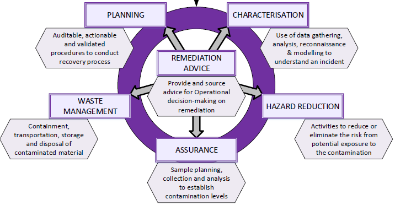 PLANNING
CHARACTERISATION
Auditable, actionable
and validated
procedures to conduct
recovery process
Use of data gathering,
analysis, reconnaissance
& modelling to
understand an incident
REMEDIATION
ADVICE
Provide and source
advice for Operational
decision-making on
remediation
WASTE
MANAGEMENT
HAZARD REDUCTION
Containment,
transportation, storage
and disposal of
contaminated material
Activities to reduce or
eliminate the risk from
potential exposure to
the contamination
ASSURANCE
Sample planning,
collection and analysis
to establish
contamination levels